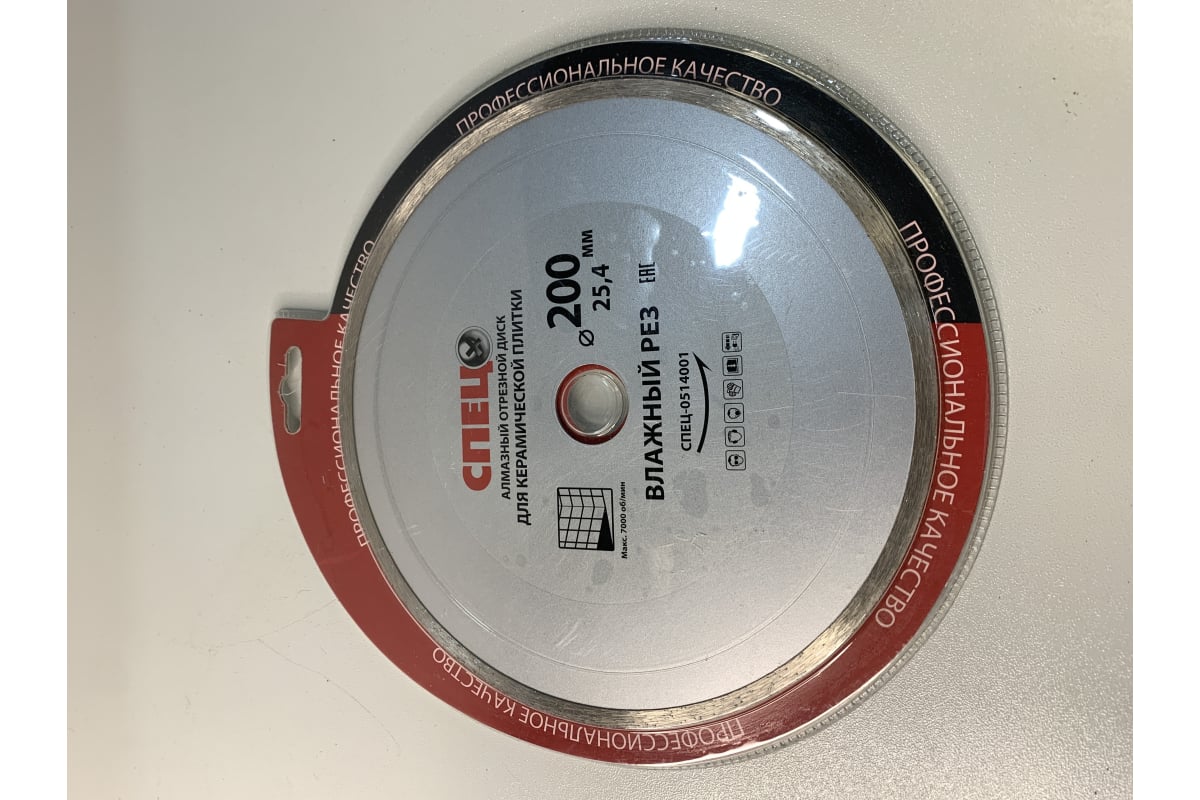 СПЕЦ
АЛМАЗНЫЙ ОТРЕЗНОЙ ДИСК
ДЛЯ КЕРАМИЧЕСКОЙ ПЛИТКИ
Макс. 7000 об/мин
⌀ 200 мм
25,4
ВЛАЖНЫЙ РЕЗ
EAC
СПЕЦ-0514001
ПРОФЕССИОНАЛЬНОЕ КАЧЕСТВО
ПРОФЕССИОНАЛЬНОЕ КАЧЕСТВО
ПРОФЕССИОНАЛЬНОЕ КАЧЕСТВО
ПРОФЕССИОНАЛЬНОЕ КАЧЕСТВО